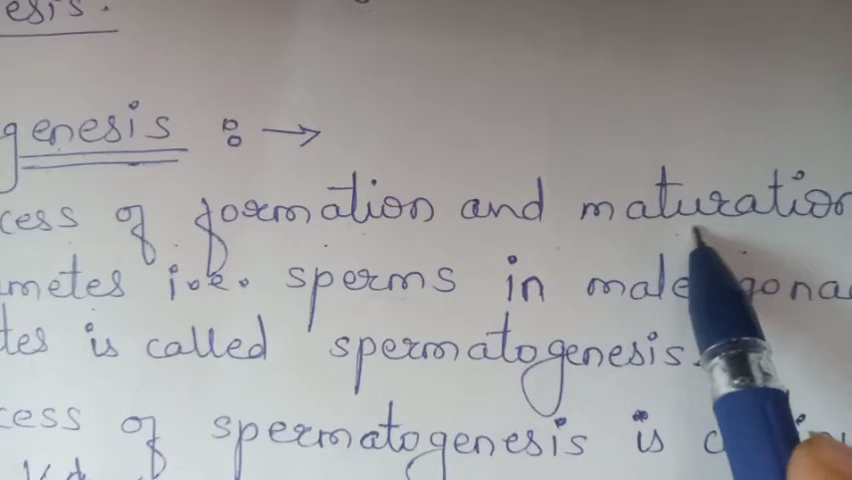 esis.
genesis : →
cess of formation and maturation
metes i.e. sperms in male gona
tes is called spermatogenesis.
cess of spermatogenesis is